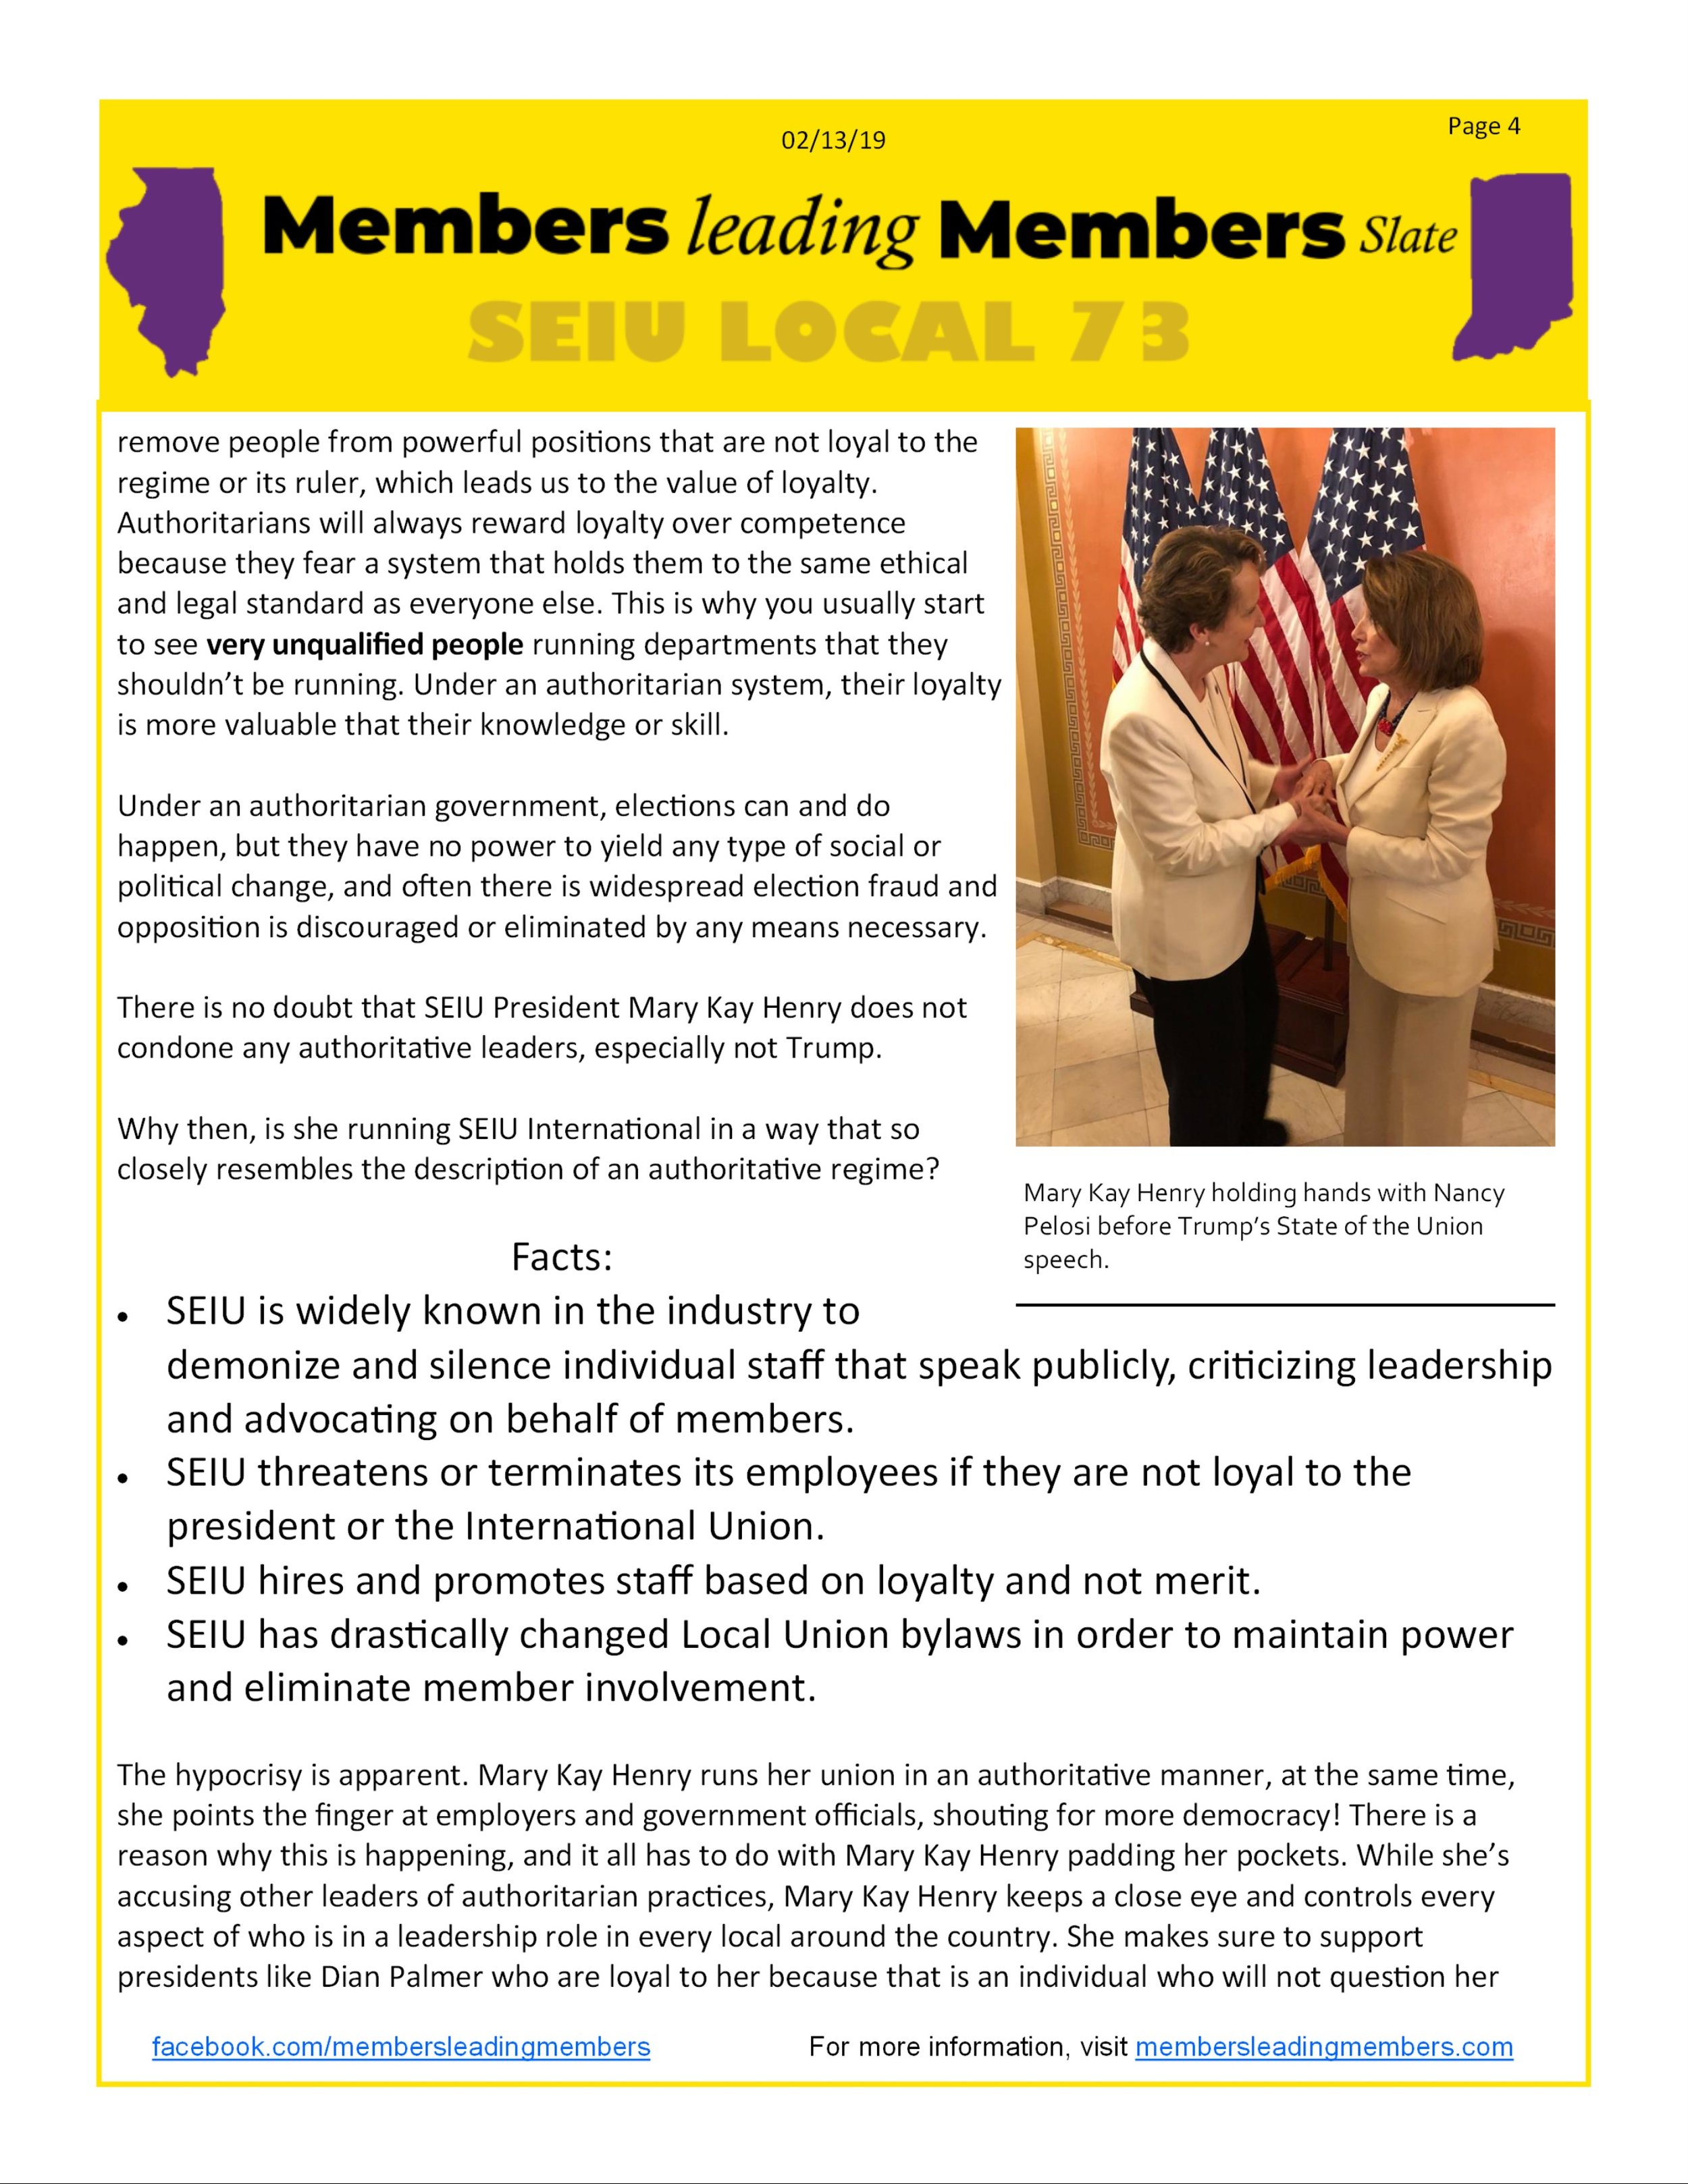 02/13/19
Page 4
Members leading Members Slate
SEIU LOCAL 73
remove people from powerful positions that are not loyal to the
regime or its ruler, which leads us to the value of loyalty.
Authoritarians will always reward loyalty over competence
because they fear a system that holds them to the same ethical
and legal standard as everyone else. This is why you usually start
to see very unqualified people running departments that they
shouldn't be running. Under an authoritarian system, their loyalty
is more valuable that their knowledge or skill.
Under an authoritarian government, elections can and do
happen, but they have no power to yield any type of social or
political change, and often there is widespread election fraud and
opposition is discouraged or eliminated by any means necessary.
There is no doubt that SEIU President Mary Kay Henry does not
condone any authoritative leaders, especially not Trump.
Why then, is she running SEIU International in a way that so
closely resembles the description of an authoritative regime?
Mary Kay Henry holding hands with Nancy
Pelosi before Trump's State of the Union
speech.
Facts:
• SEIU is widely known in the industry to
demonize and silence individual staff that speak publicly, criticizing leadership
and advocating on behalf of members.
• SEIU threatens or terminates its employees if they are not loyal to the
president or the International Union.
• SEIU hires and promotes staff based on loyalty and not merit.
• SEIU has drastically changed Local Union bylaws in order to maintain power
and eliminate member involvement.
The hypocrisy is apparent. Mary Kay Henry runs her union in an authoritative manner, at the same time,
she points the finger at employers and government officials, shouting for more democracy! There is a
reason why this is happening, and it all has to do with Mary Kay Henry padding her pockets. While she's
accusing other leaders of authoritarian practices, Mary Kay Henry keeps a close eye and controls every
aspect of who is in a leadership role in every local around the country. She makes sure to support
presidents like Dian Palmer who are loyal to her because that is an individual who will not question her
facebook.com/membersleadingmembers
For more information, visit membersleadingmembers.com